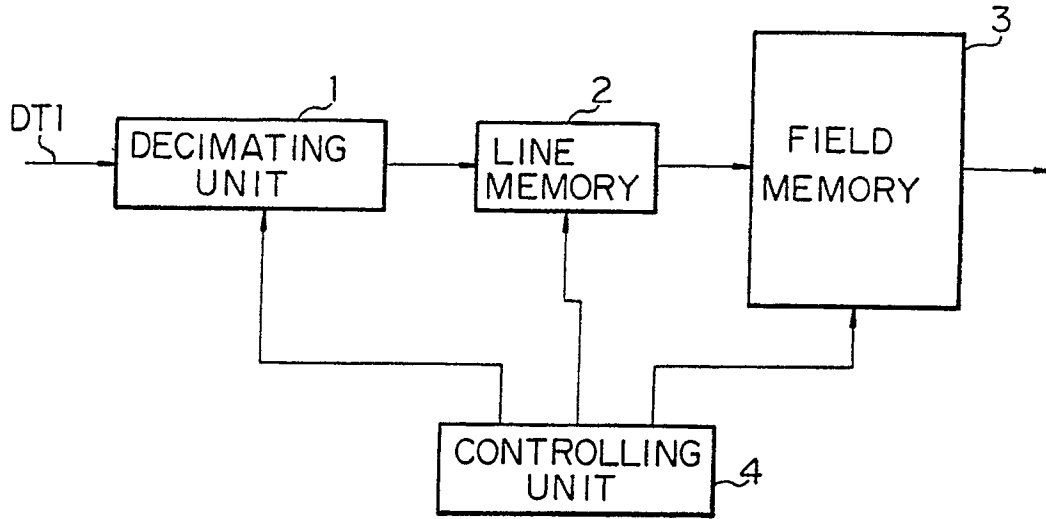 1
2
3
DT1
DECIMATING
UNIT
LINE
MEMORY
FIELD
MEMORY
CONTROLLING
UNIT
4